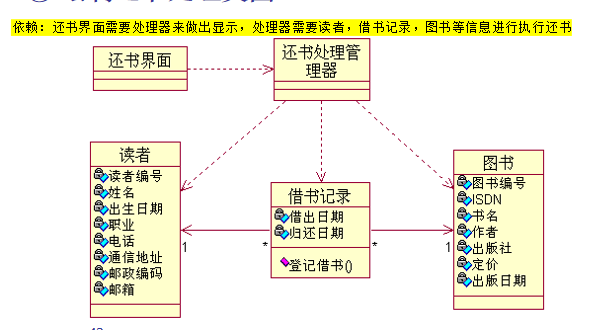 依赖：还书界面需要处理器来做出显示，处理器需要读者，借书记录，图书等信息进行执行还书
还书界面
还书处理管
理器
读者
读者编号
姓名
出生日期
职业
电话
通信地址
邮政编码
邮箱
借书记录
借出日期
归还日期
登记借书()
图书
图书编号
ISDN
书名
作者
出版社
定价
出版日期
1
*
*
1